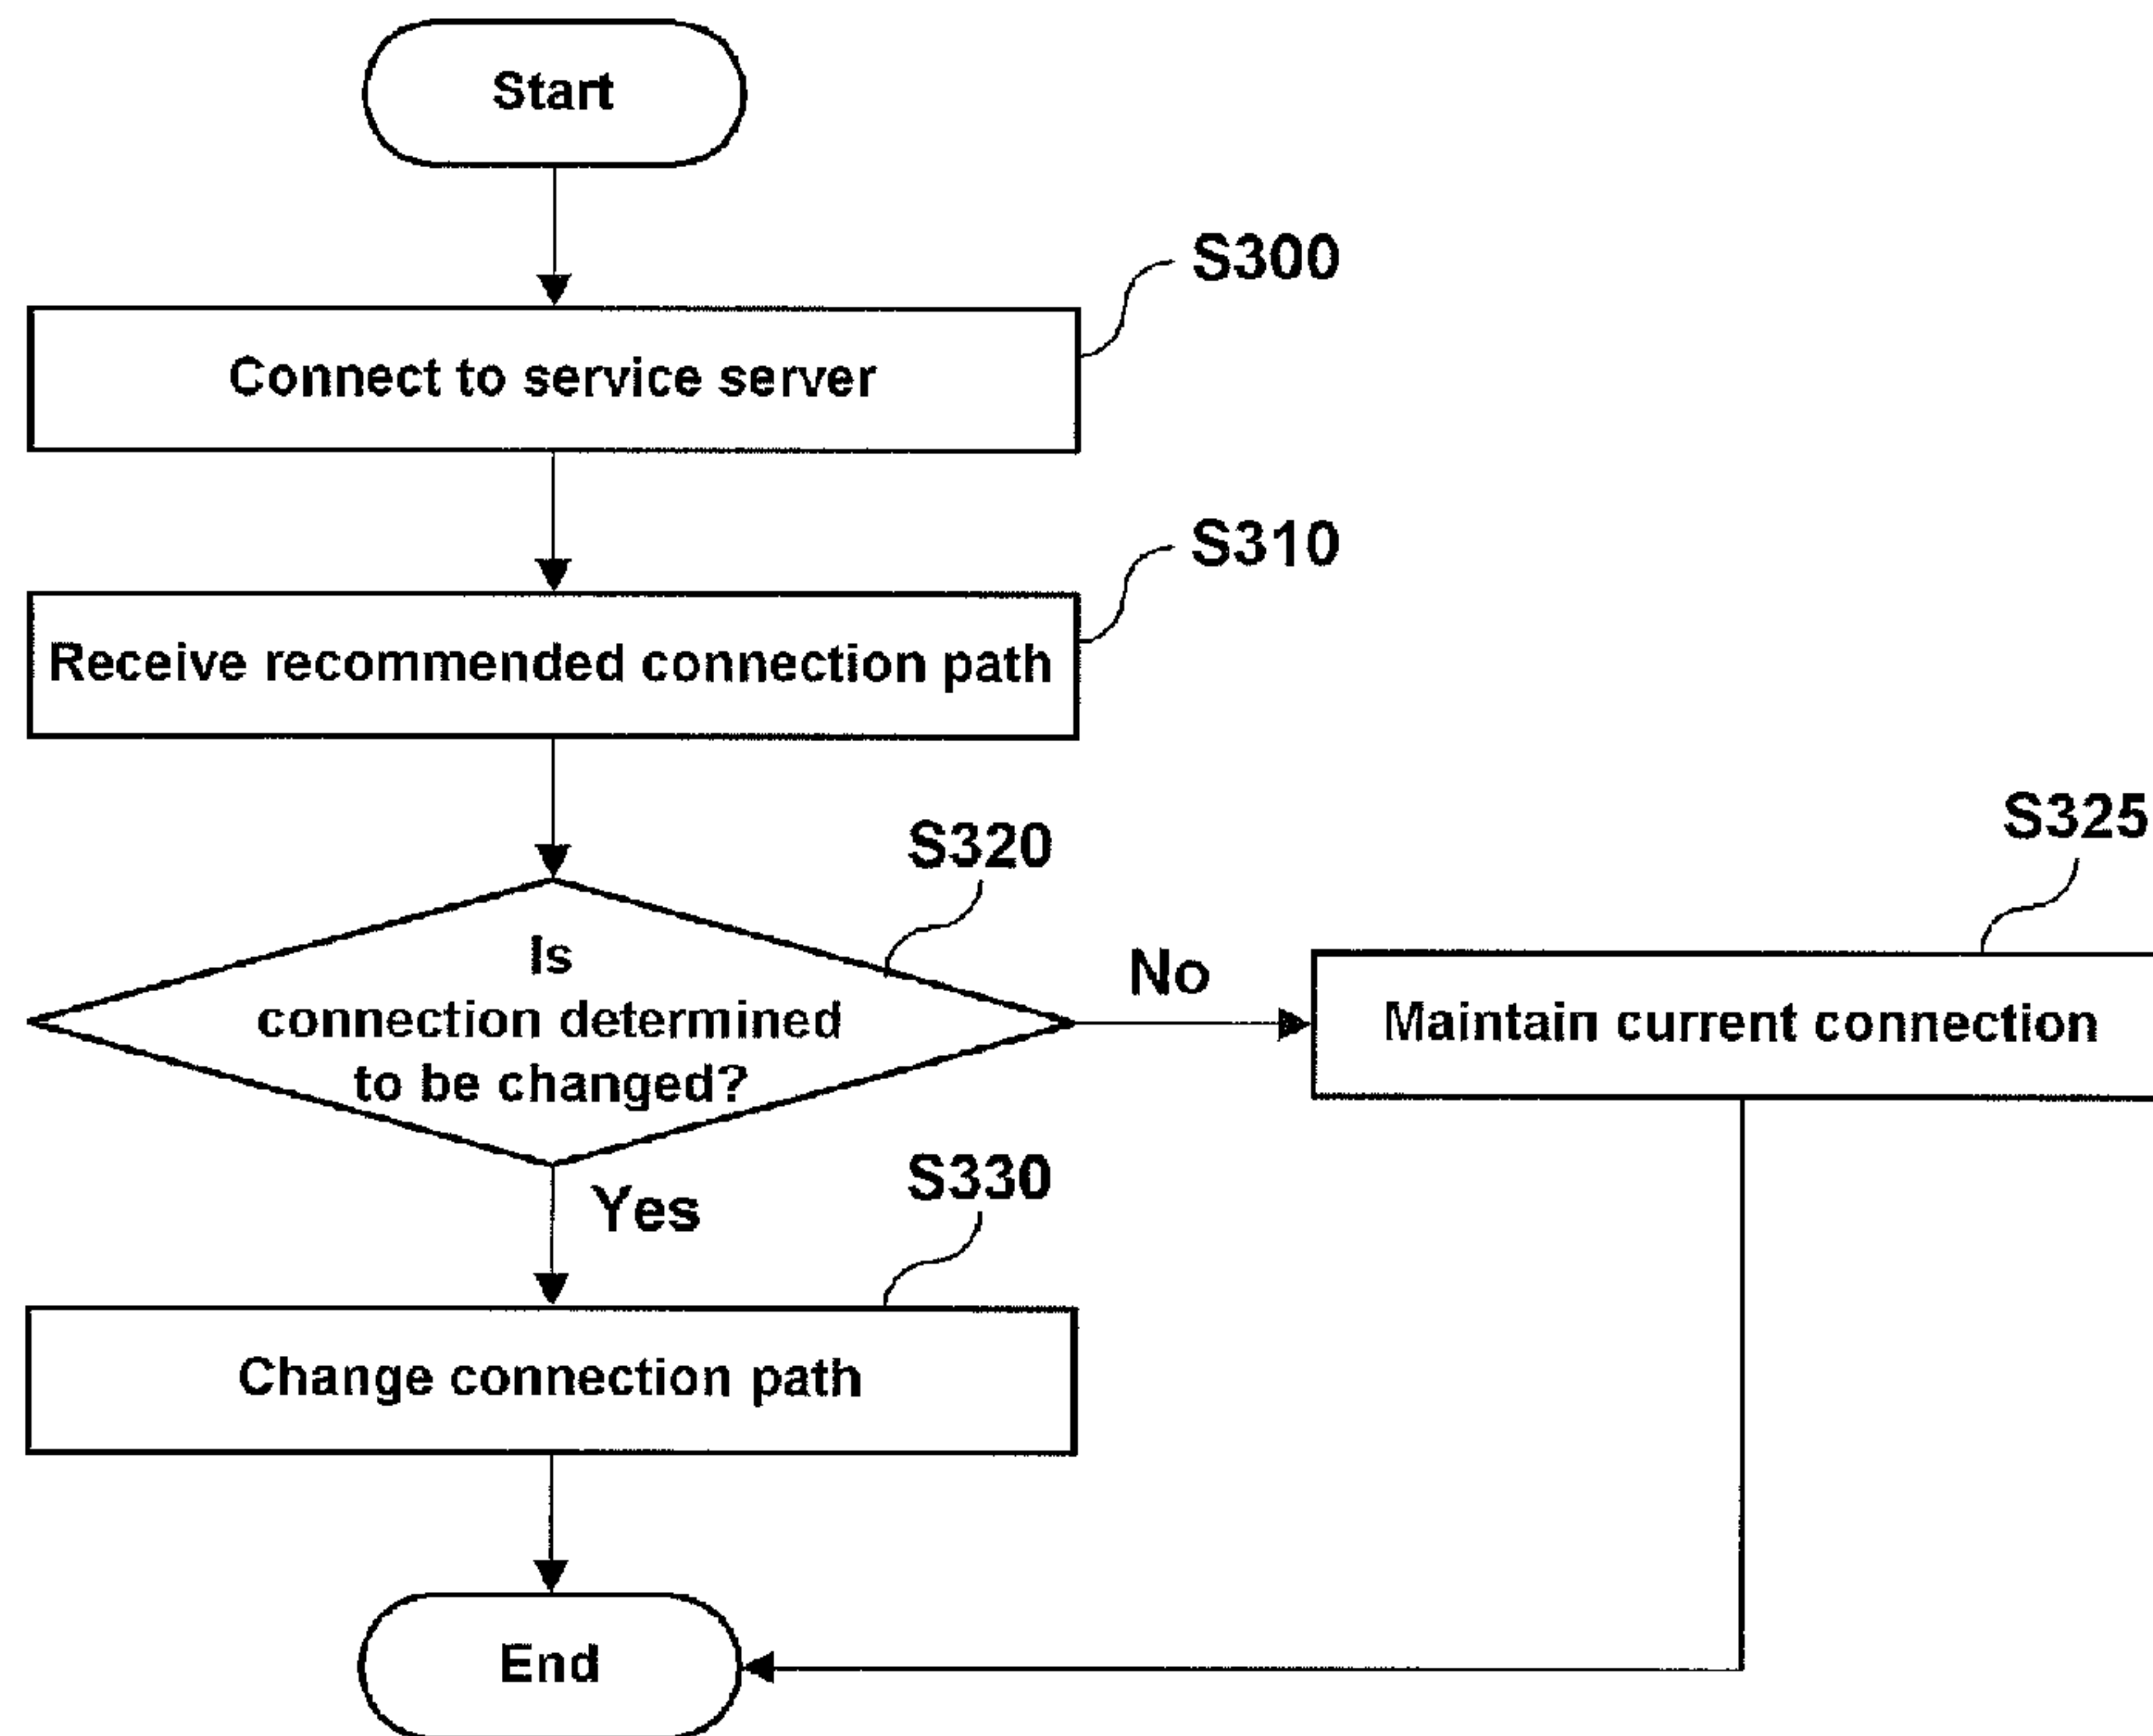 Start
S300
Connect to service server
S310
Receive recommended connection path
S320
S325
Is
connection determined
to be changed?
No
Maintain current connection
Yes
S330
Change connection path
End